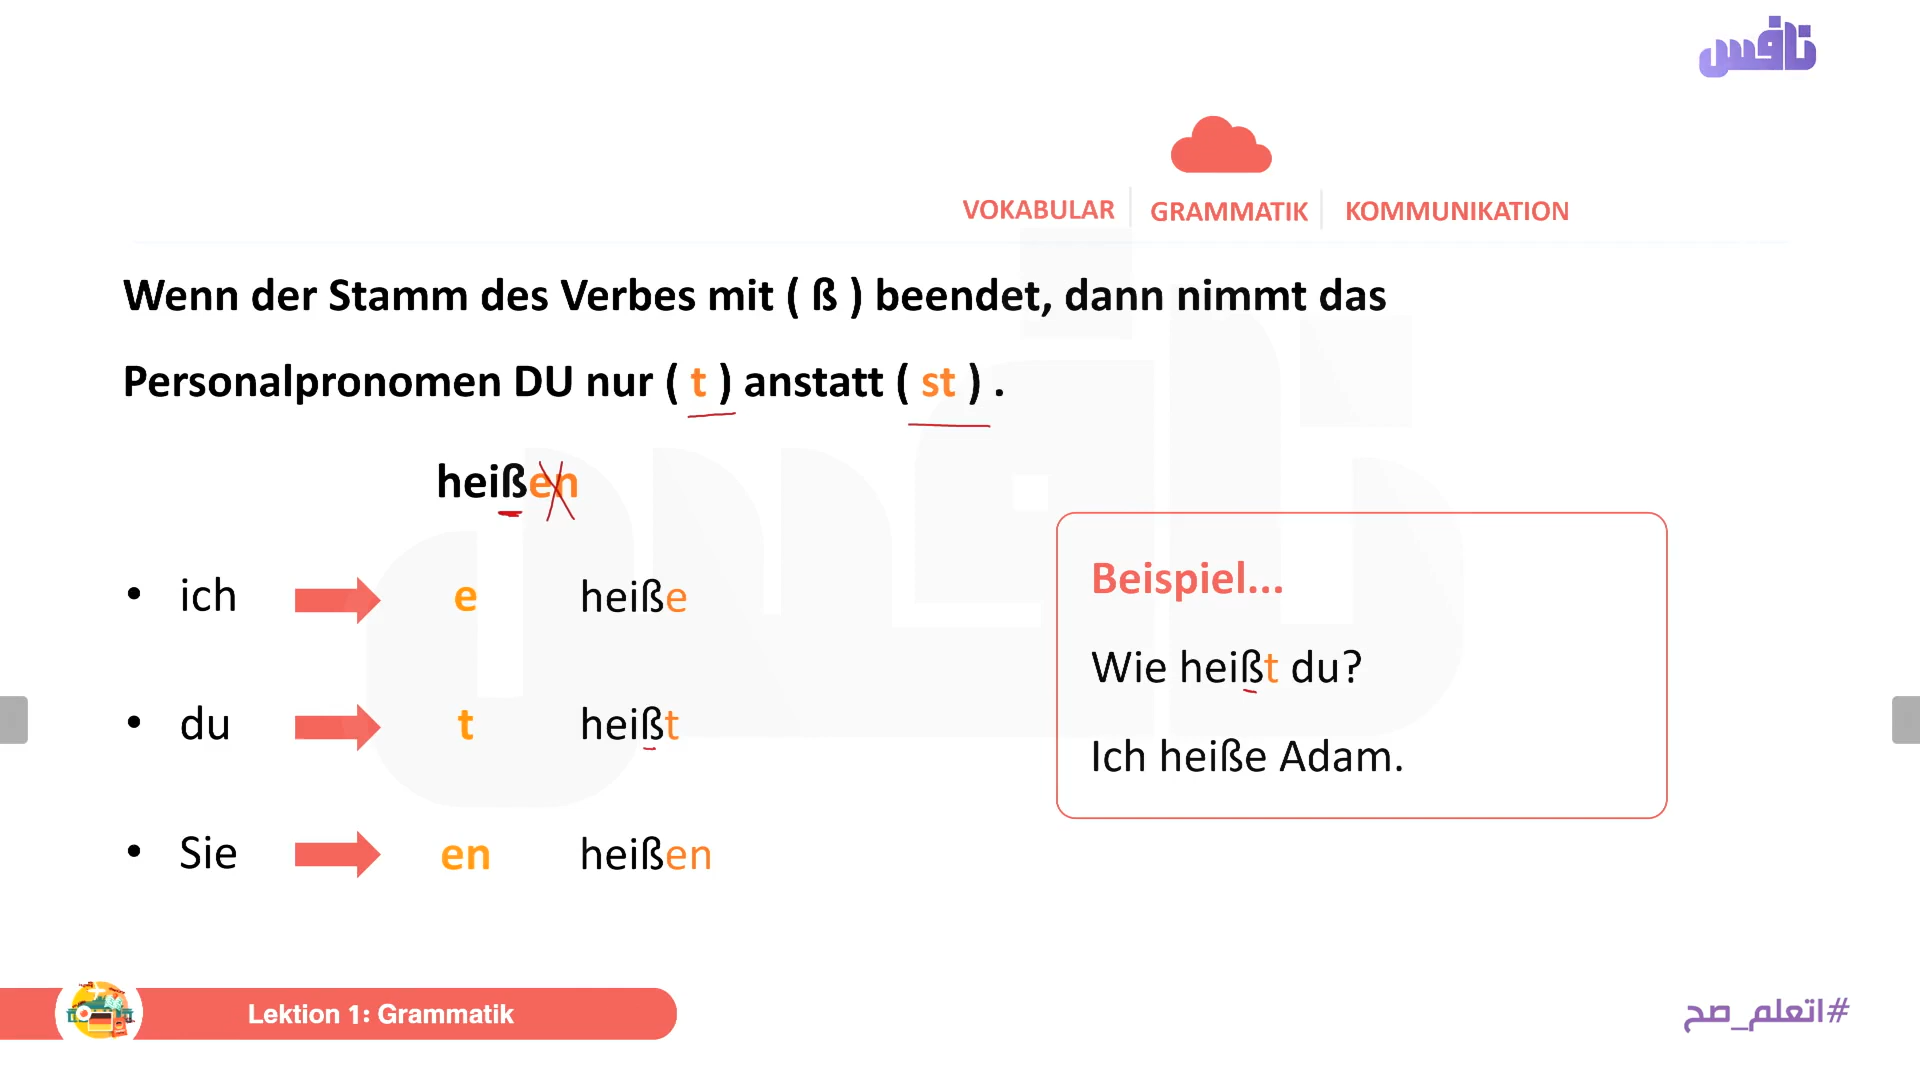 نافس
VOKABULAR
GRAMMATIK
KOMMUNIKATION
Wenn der Stamm des Verbes mit ( ß ) beendet, dann nimmt das
Personalpronomen DU nur ( t ) anstatt ( st ) .
heißen
• ich e heiße
• du t heißt
• Sie en heißen
Beispiel...
Wie heißt du?
Ich heiße Adam.
Lektion 1: Grammatik
#اتعلم_صح